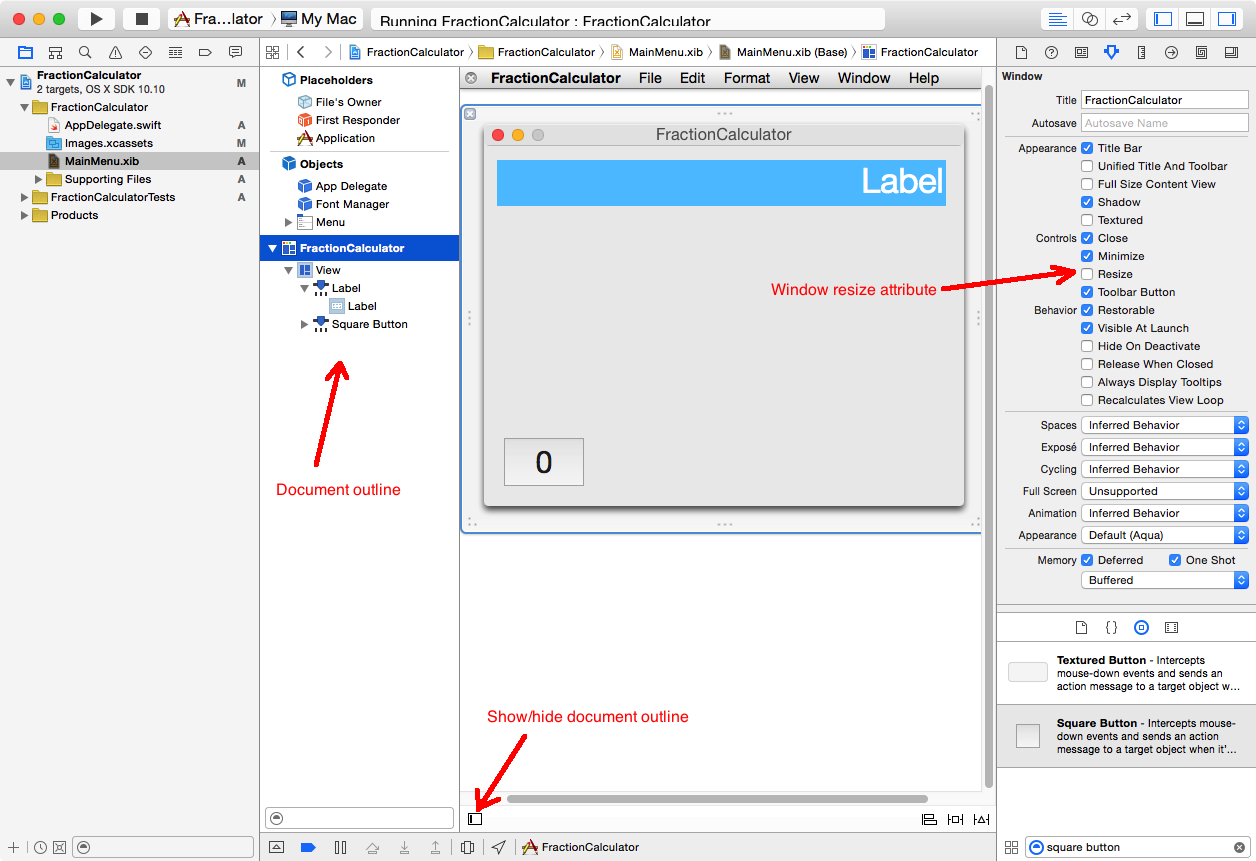 Fra...lator
My Mac
Running FractionCalculator : FractionCalculator
FractionCalculator
FractionCalculator
MainMenu.xib
MainMenu.xib (Base)
FractionCalculator
FractionCalculator
M
2 targets, OS X SDK 10.10
FractionCalculator
AppDelegate.swift
A
Images.xcassets
M
MainMenu.xib
A
Supporting Files
A
FractionCalculatorTests
A
Products
Placeholders
File's Owner
First Responder
Application
Objects
App Delegate
Font Manager
Menu
FractionCalculator
View
Label
Label
Square Button
Document outline
FractionCalculator File Edit Format View Window Help
FractionCalculator
Label
Window resize attribute
0
Show/hide document outline
FractionCalculator
Window
Title FractionCalculator
Autosave Autosave Name
Appearance Title Bar
Unified Title And Toolbar
Full Size Content View
Shadow
Textured
Controls Close
Minimize
Resize
Toolbar Button
Behavior Restorable
Visible At Launch
Hide On Deactivate
Release When Closed
Always Display Tooltips
Recalculates View Loop
Spaces Inferred Behavior
Exposé Inferred Behavior
Cycling Inferred Behavior
Full Screen Unsupported
Animation Inferred Behavior
Appearance Default (Aqua)
Memory Deferred One Shot
Buffered
{}
Textured Button - Intercepts
mouse-down events and sends an
action message to a target object w...
Square Button - Intercepts mouse-
down events and sends an action
message to a target object when it'...
square button